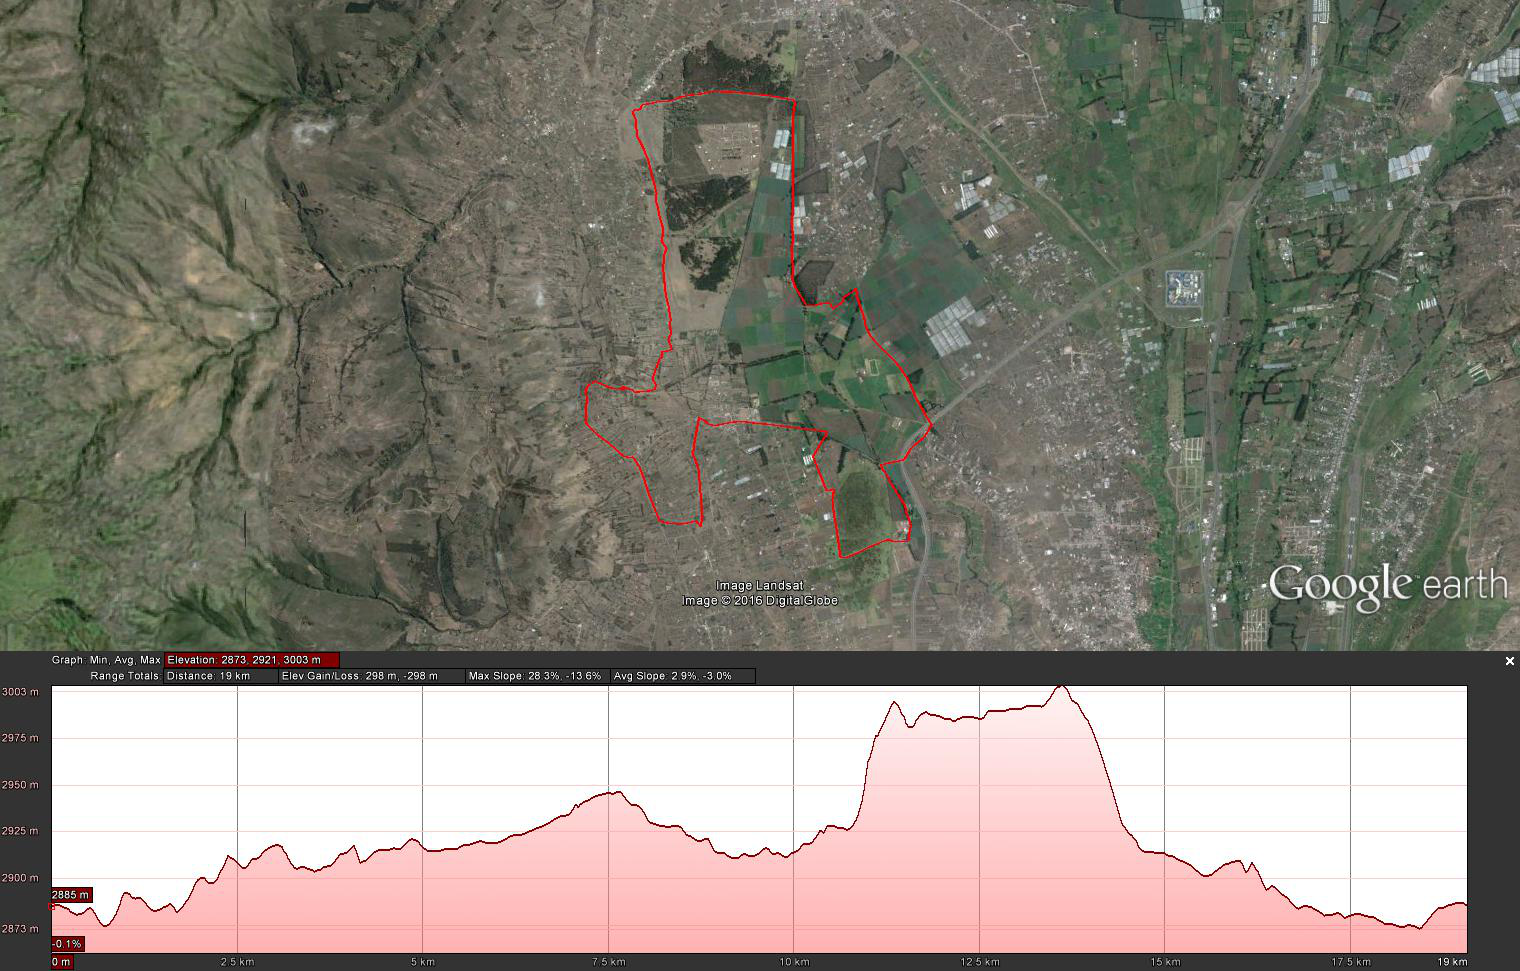 Image Landsat
Image © 2016 DigitalGlobe
Google earth
Graph: Min, Avg, Max Elevation: 2873, 2921, 3003 m
Range Totals: Distance: 19 km Elev Gain/Loss: 298 m, -298 m Max Slope: 28.3%, -13.6% Avg Slope: 2.9%, -3.0%
3003 m
2975 m
2950 m
2925 m
2900 m
2885 m
2873 m
-0.1%
0 m 2.5 km 5 km 7.5 km 10 km 12.5 km 15 km 17.5 km 19 km